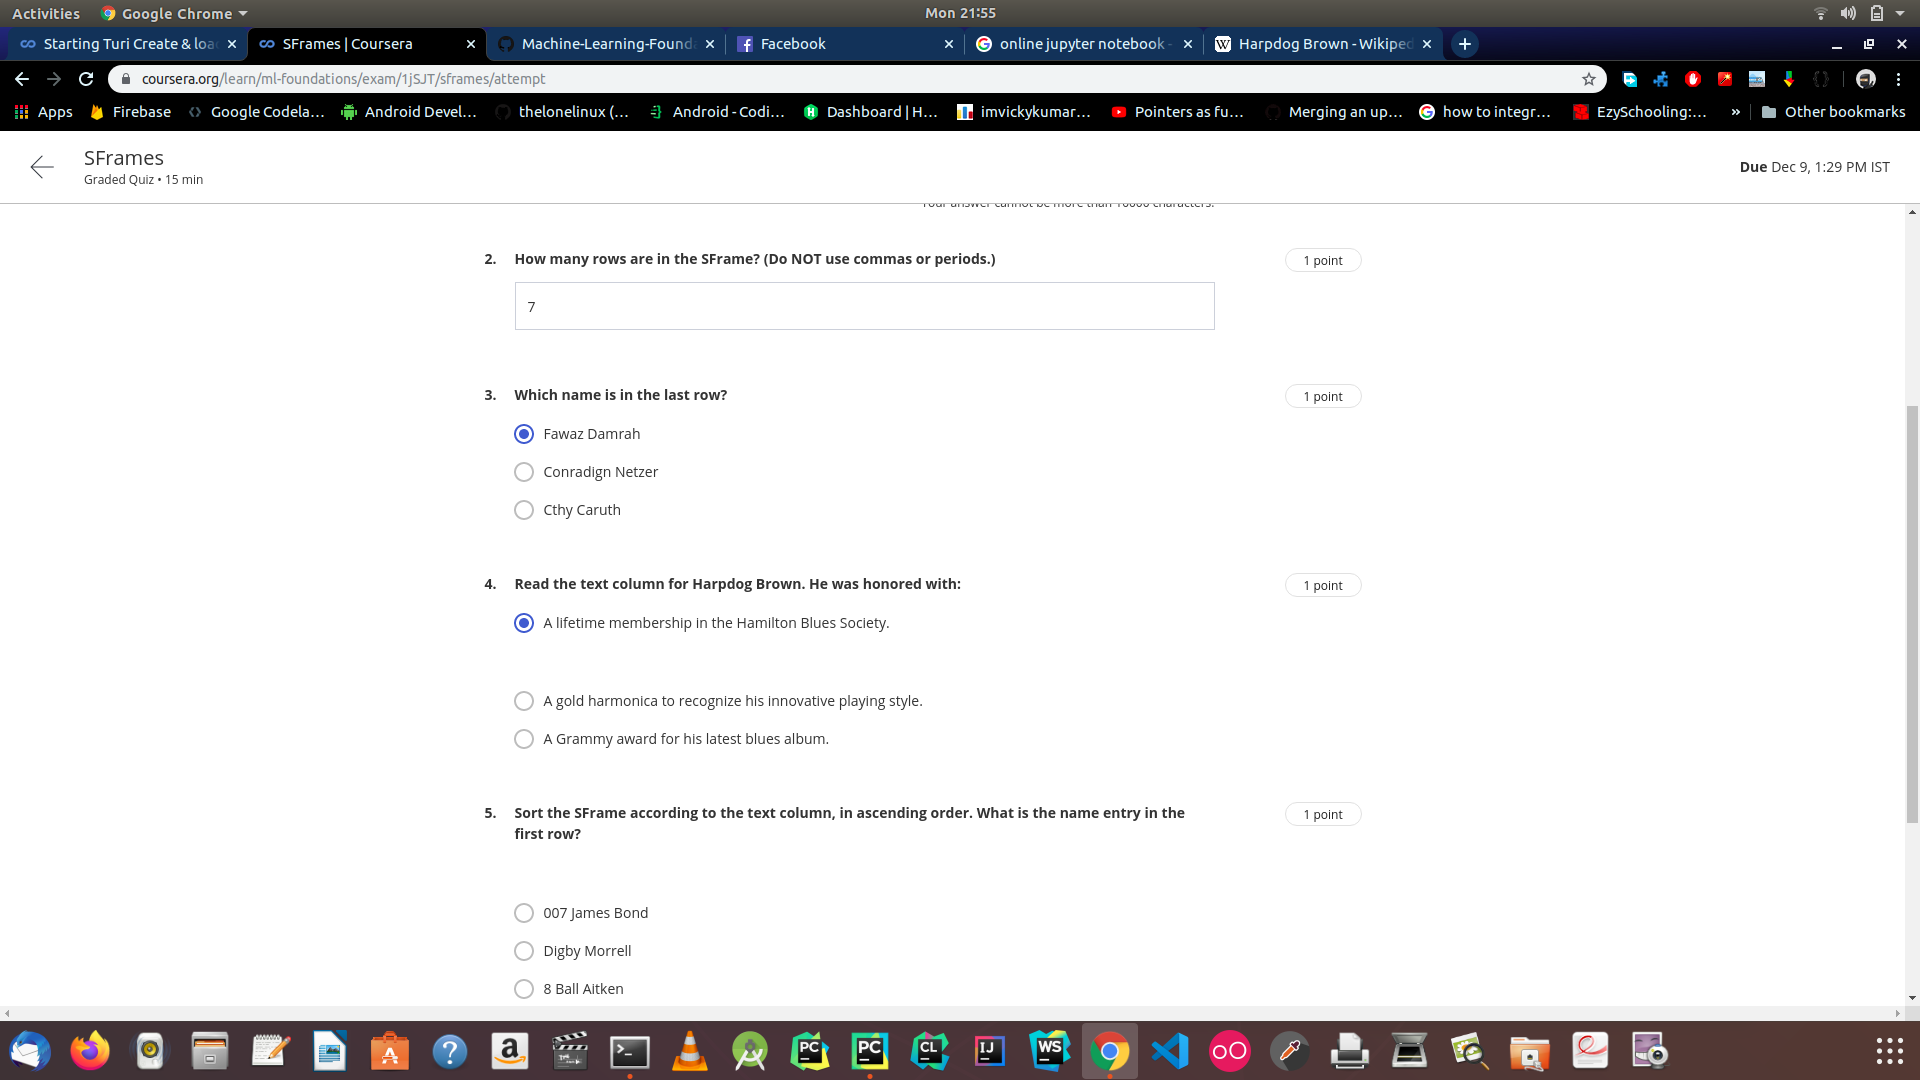 Activities Google Chrome Mon 21:55
Starting Turi Create & loa SFrames | Coursera Machine-Learning-Found Facebook online jupyter notebook - Harpdog Brown - Wikiped
coursera.org/learn/ml-foundations/exam/1jSJT/sframes/attempt
Apps Firebase Google Codela... Android Devel... thelonelinux (... Android - Codi... Dashboard | H... imvickykumar... Pointers as fu... Merging an up... how to integr... EzySchooling:... » Other bookmarks
SFrames
Graded Quiz • 15 min
Due Dec 9, 1:29 PM IST
Your answer cannot be more than 10000 characters.
2. How many rows are in the SFrame? (Do NOT use commas or periods.) 1 point
7
3. Which name is in the last row? 1 point
Fawaz Damrah
Conradign Netzer
Cthy Caruth
4. Read the text column for Harpdog Brown. He was honored with: 1 point
A lifetime membership in the Hamilton Blues Society.
A gold harmonica to recognize his innovative playing style.
A Grammy award for his latest blues album.
5. Sort the SFrame according to the text column, in ascending order. What is the name entry in the 1 point
first row?
007 James Bond
Digby Morrell
8 Ball Aitken